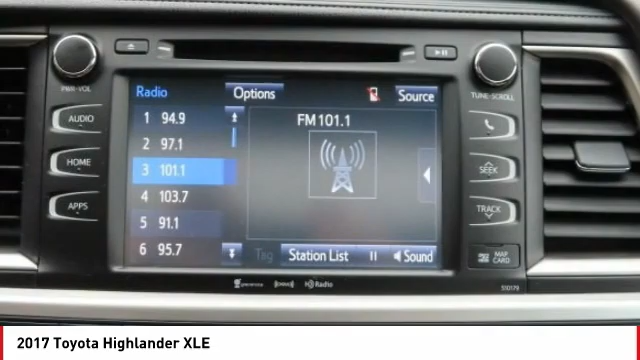 PWR•VOL
TUNE•SCROLL
AUDIO
HOME
APPS
Radio
Options
Source
1 94.9
2 97.1
3 101.1
4 103.7
5 91.1
6 95.7
FM 101.1
Tag
Station List
Sound
SEEK
TRACK
MAP
CARD
HD Radio
510179
2017 Toyota Highlander XLE